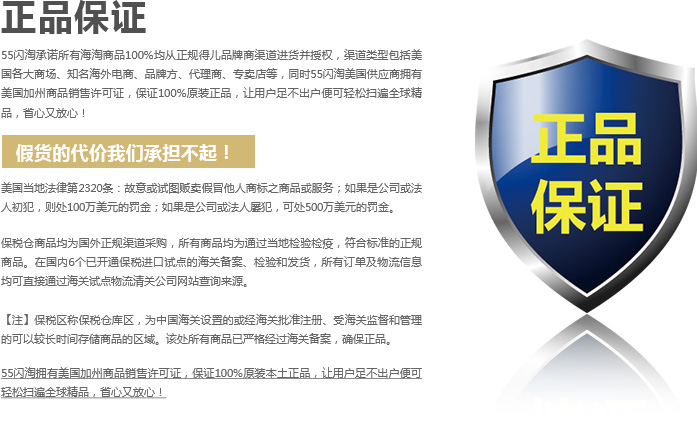 正品保证
55闪淘承诺所有海淘商品100%均从正规得儿品牌商渠道进货并授权，渠道类型包括美
国各大商场、知名海外电商、品牌方、代理商、专卖店等，同时55闪淘美国供应商拥有
美国加州商品销售许可证，保证100%原装正品，让用户足不出户便可轻松扫遍全球精
品，省心又放心！
假货的代价我们承担不起！
美国当地法律第2320条：故意或试图贩卖假冒他人商标之商品或服务；如果是公司或法
人初犯，则处100万美元的罚金；如果是公司或法人屡犯，可处500万美元的罚金。
保税仓商品均为国外正规渠道采购，所有商品均为通过当地检验检疫，符合标准的正规
商品。在国内6个已开通保税进口试点的海关备案、检验和发货，所有订单及物流信息
均可直接通过海关试点物流清关公司网站查询来源。
【注】保税区称保税仓库区，为中国海关设置的或经海关批准注册、受海关监督和管理
的可以较长时间存储商品的区域。该处所有商品已严格经过海关备案，确保正品。
55闪淘拥有美国加州商品销售许可证，保证100%原装本土正品，让用户足不出户便可
轻松扫遍全球精品，省心又放心！
正品
保证